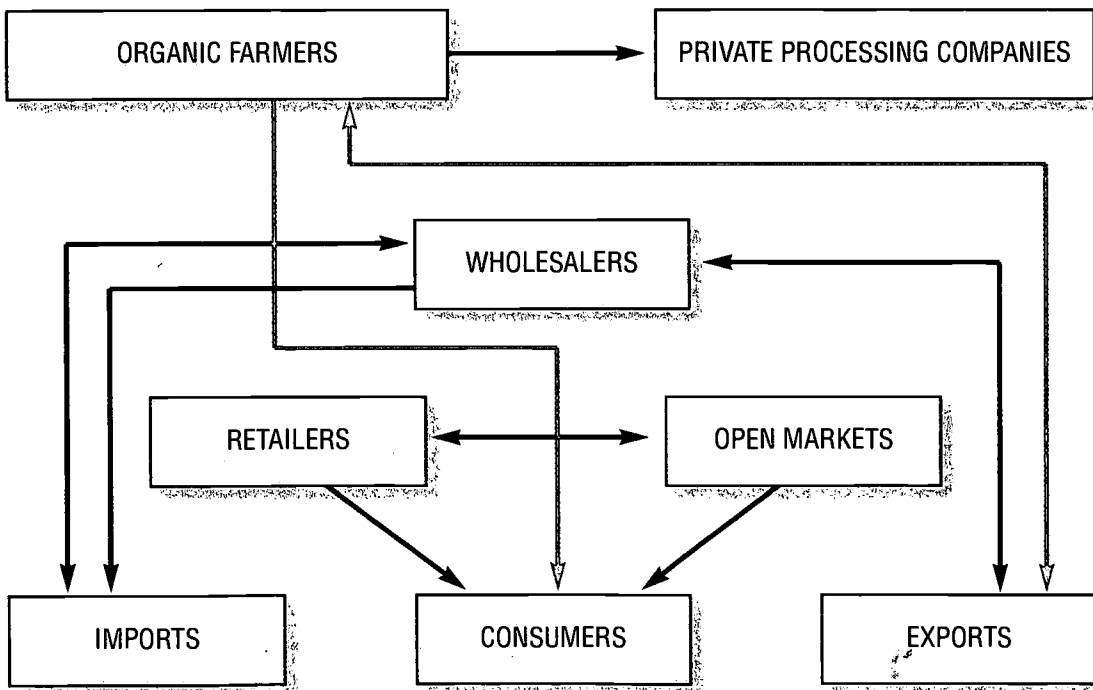 ORGANIC FARMERS
PRIVATE PROCESSING COMPANIES
WHOLESALERS
RETAILERS
OPEN MARKETS
IMPORTS
CONSUMERS
EXPORTS